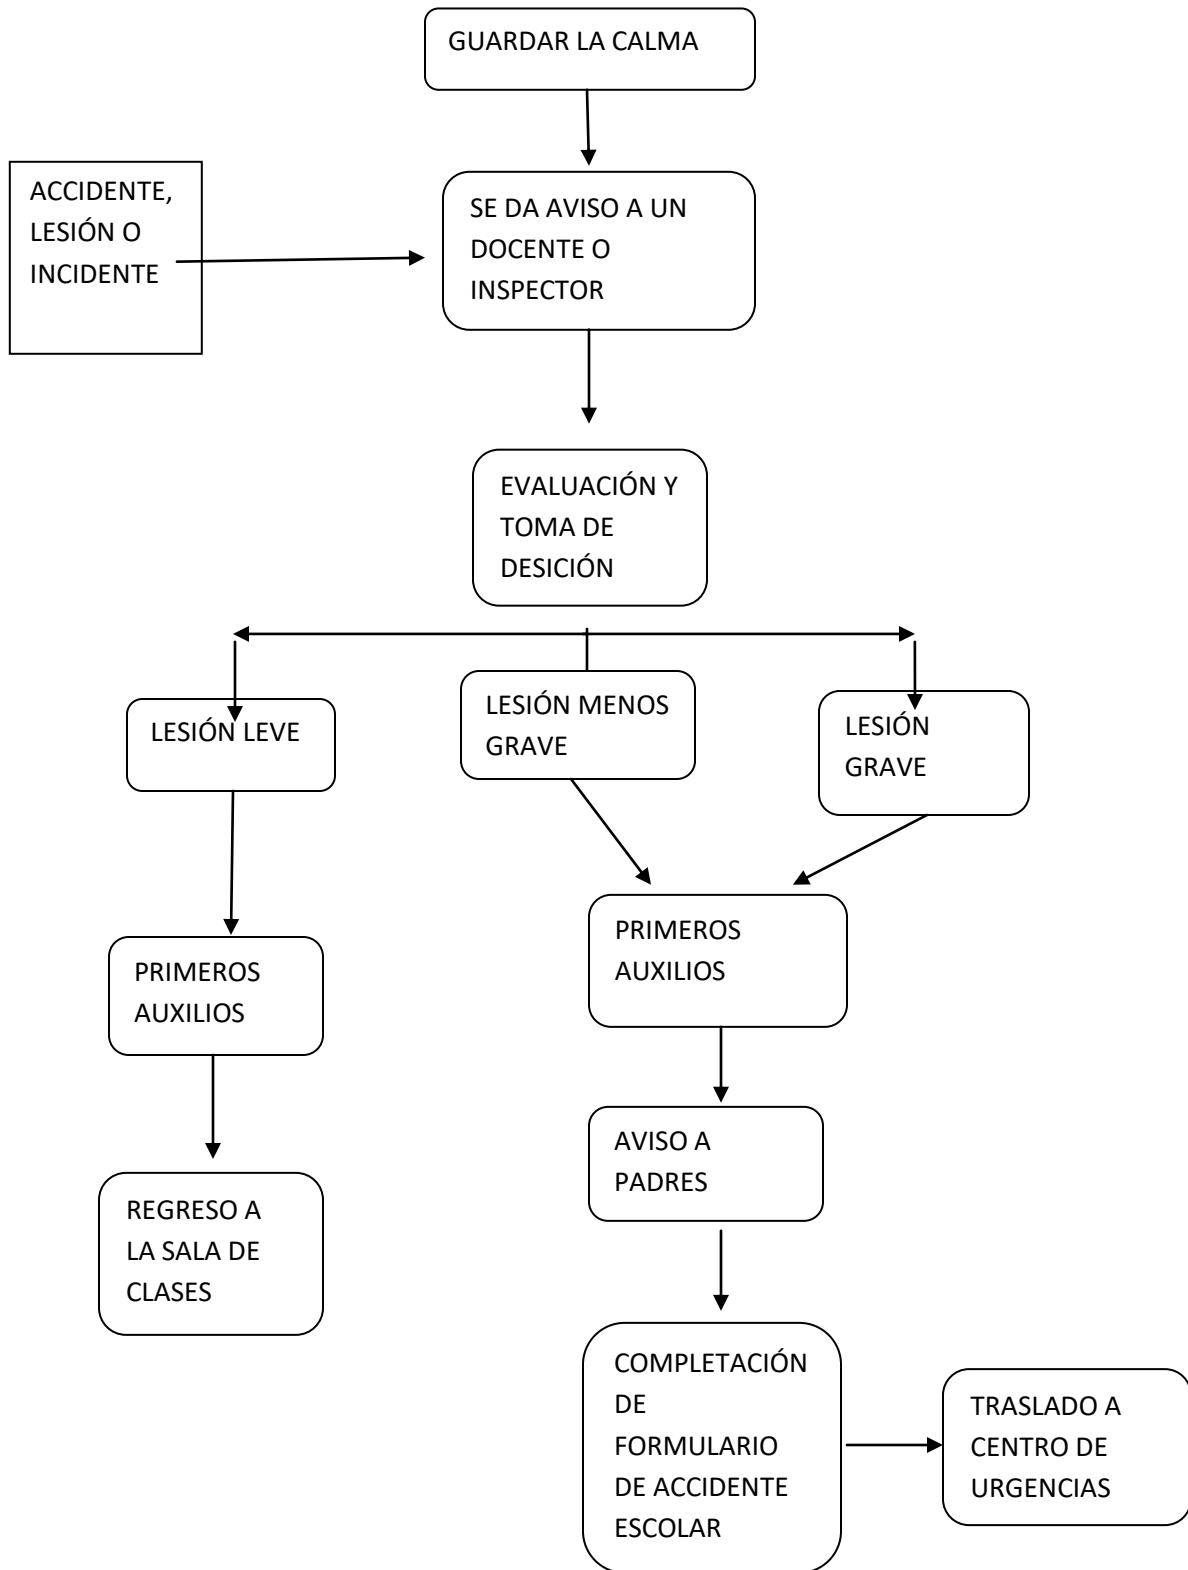 GUARDAR LA CALMA
ACCIDENTE,
LESIÓN O
INCIDENTE
SE DA AVISO A UN
DOCENTE O
INSPECTOR
EVALUACIÓN Y
TOMA DE
DESICIÓN
LESIÓN LEVE
LESIÓN MENOS
GRAVE
LESIÓN
GRAVE
PRIMEROS
AUXILIOS
PRIMEROS
AUXILIOS
REGRESO A
LA SALA DE
CLASES
AVISO A
PADRES
COMPLETACIÓN
DE
FORMULARIO
DE ACCIDENTE
ESCOLAR
TRASLADO A
CENTRO DE
URGENCIAS